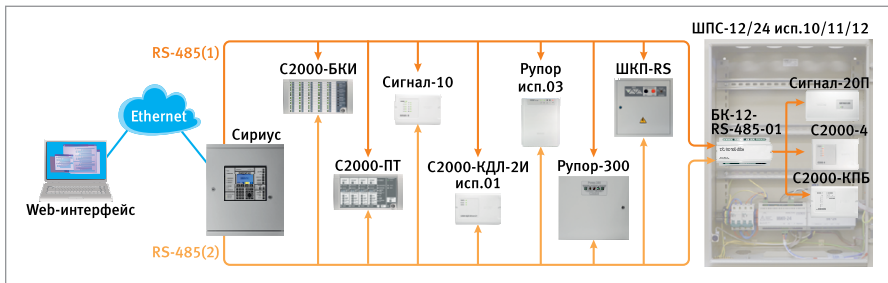 ШПС-12/24 исп.10/11/12
RS-485(1)
С2000-БКИ
Сигнал-10
Рупор
исп.03
ШКП-RS
Сигнал-20П
БК-12-
RS-485-01
Ethernet
Сириус
С2000-4
С2000-ПТ
С2000-КДЛ-2И
исп.01
Рупор-300
С2000-КПБ
Web-интерфейс
RS-485(2)